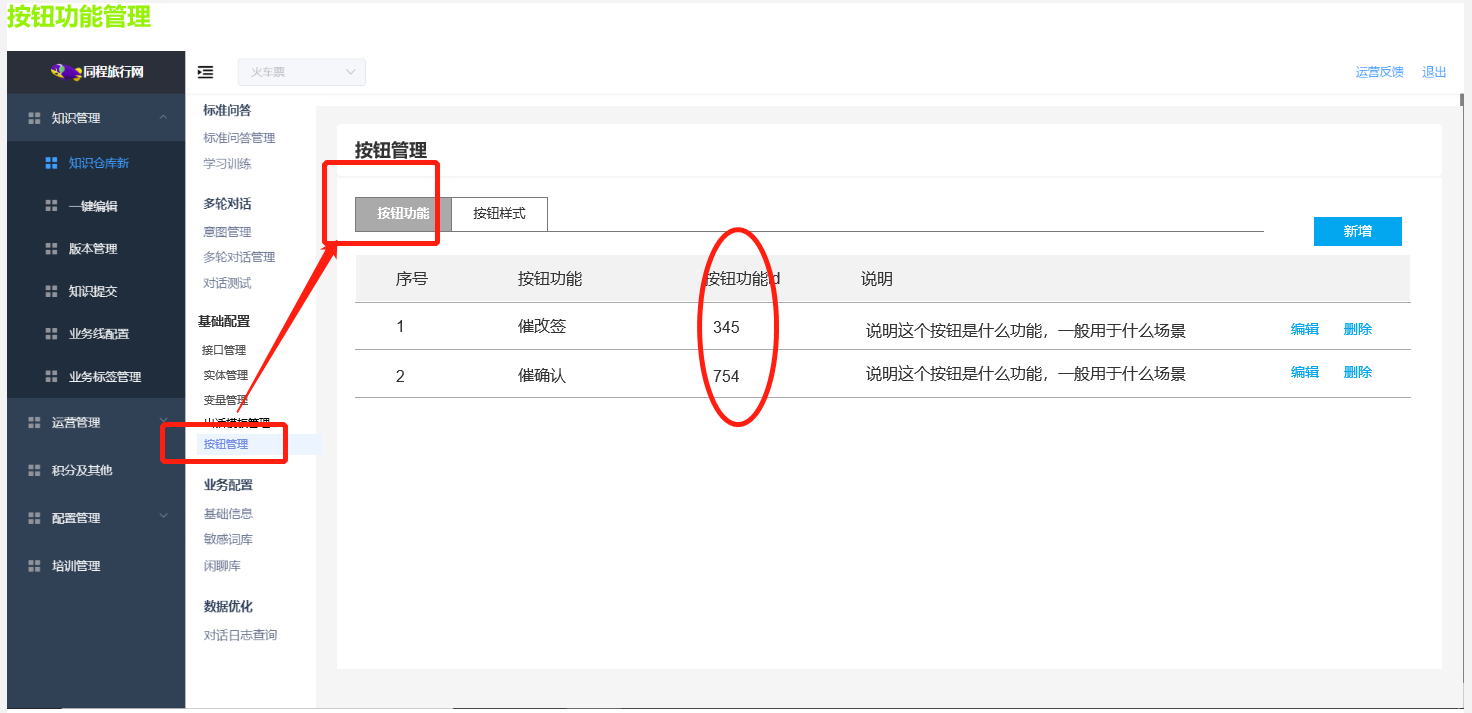 按钮功能管理
同程旅行网
火车票
运营反馈 退出
知识管理
知识仓库新
一键编辑
版本管理
知识提交
业务线配置
业务标签管理
运营管理
积分及其他
配置管理
培训管理
标准问答
标准问答管理
学习训练
多轮对话
意图管理
多轮对话管理
对话测试
基础配置
接口管理
实体管理
变量管理
模板管理
按钮管理
业务配置
基础信息
敏感词库
闲聊库
数据优化
对话日志查询
按钮管理
按钮功能 按钮样式
新增
序号 按钮功能 按钮功能id 说明
1 催改签 345 说明这个按钮是什么功能，一般用于什么场景 编辑 删除
2 催确认 754 说明这个按钮是什么功能，一般用于什么场景 编辑 删除